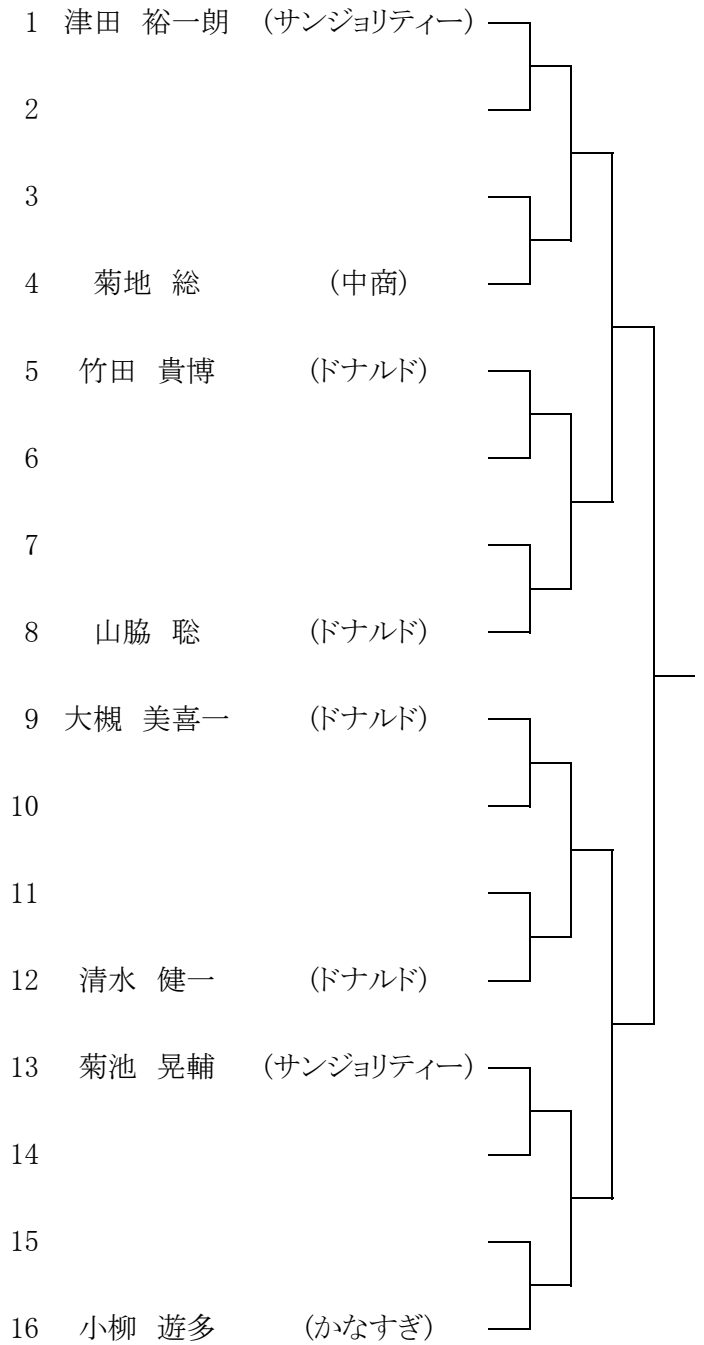 1 津田 裕一朗 (サンジョリティー)
2
3
4 菊地 総 (中商)
5 竹田 貴博 (ドナルド)
6
7
8 山脇 聡 (ドナルド)
9 大槻 美喜一 (ドナルド)
10
11
12 清水 健一 (ドナルド)
13 菊池 晃輔 (サンジョリティー)
14
15
16 小柳 遊多 (かなすぎ)